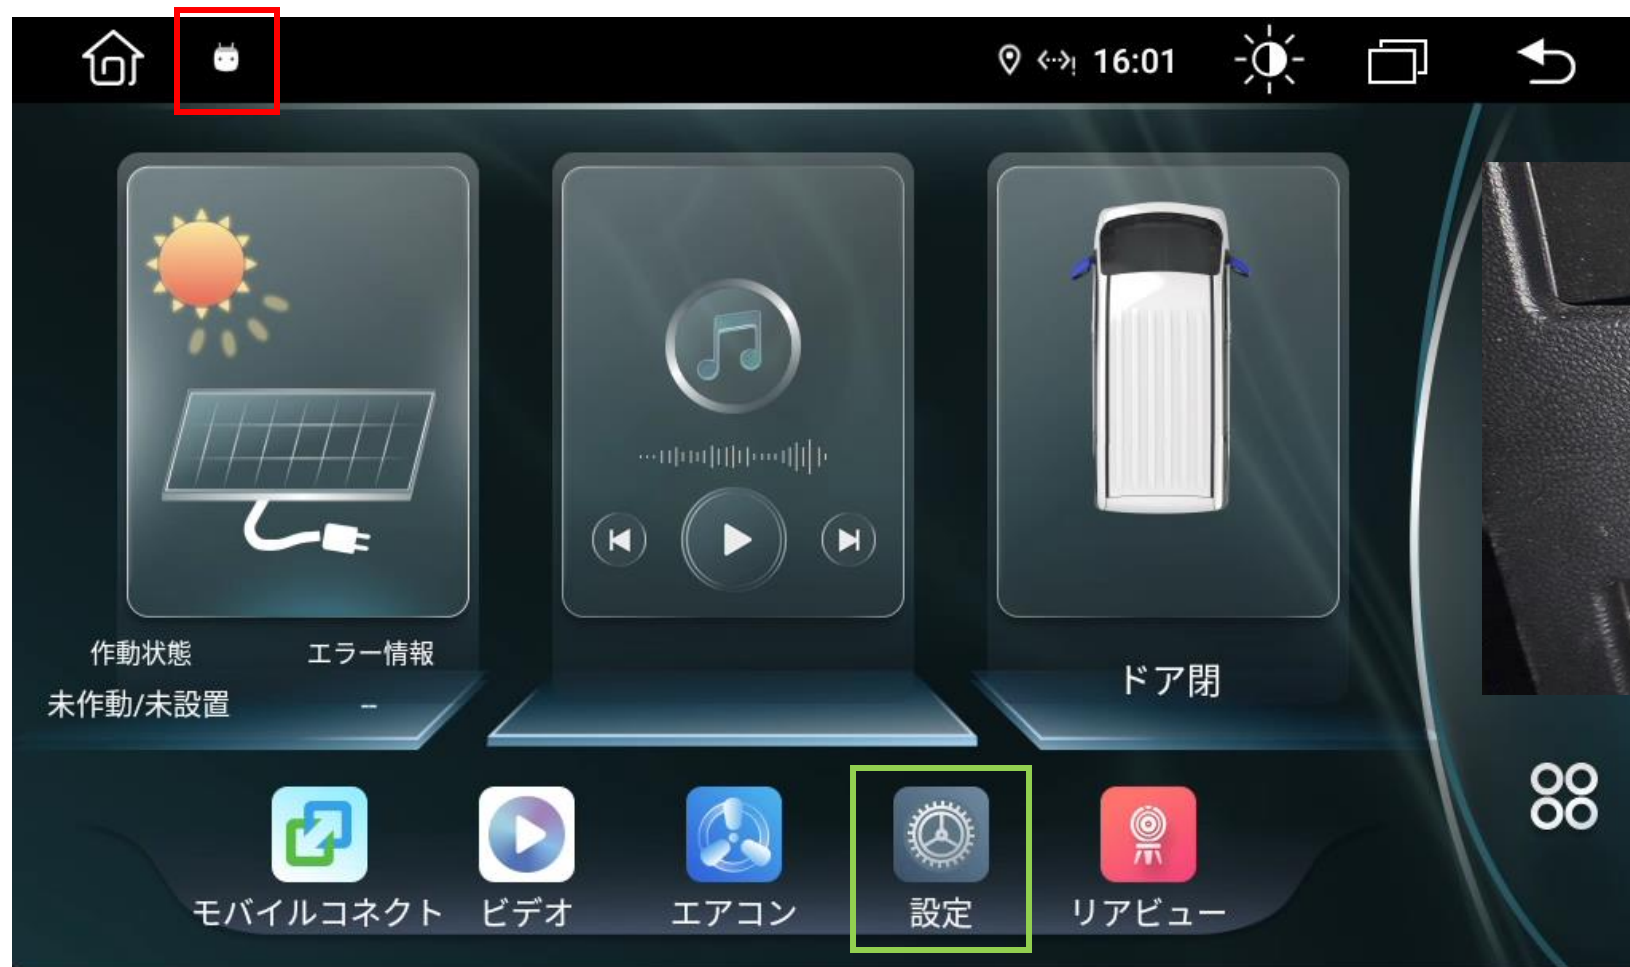 16:01
作動状態 エラー情報
未作動/未設置 --
ドア閉
モバイルコネクト
ビデオ
エアコン
設定
リアビュー